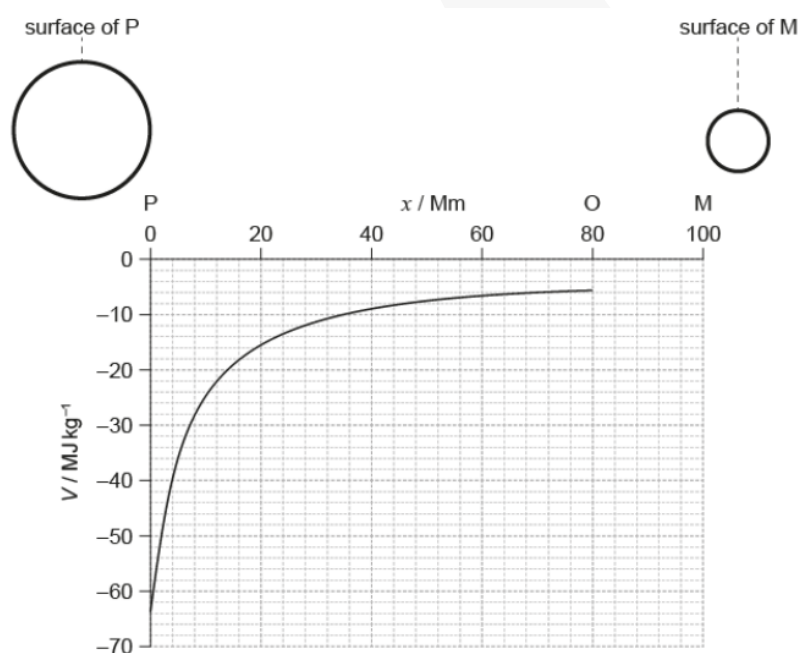 surface of P
surface of M
P x / Mm O M
0 20 40 60 80 100
0
–10
–20
–30
–40
–50
–60
–70
V / MJ kg⁻¹